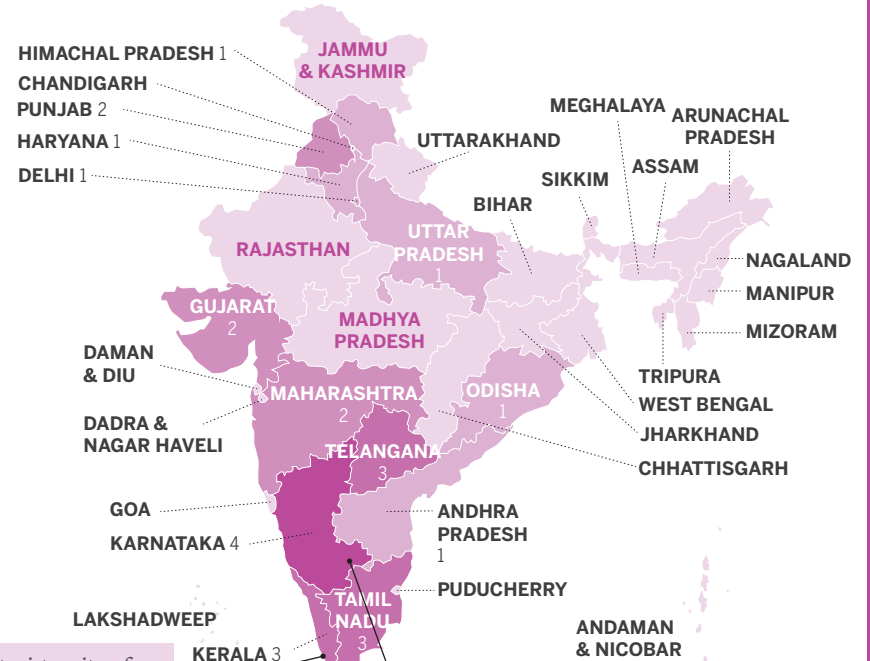 HIMACHAL PRADESH 1
CHANDIGARH
PUNJAB 2
HARYANA 1
DELHI 1
JAMMU
& KASHMIR
UTTARAKHAND
MEGHALAYA
ARUNACHAL
PRADESH
ASSAM
SIKKIM
BIHAR
UTTAR
PRADESH
1
RAJASTHAN
NAGALAND
MANIPUR
MIZORAM
GUJARAT
2
MADHYA
PRADESH
DAMAN
& DIU
DADRA &
NAGAR HAVELI
MAHARASHTRA
2
ODISHA
1
TRIPURA
WEST BENGAL
JHARKHAND
CHHATTISGARH
TELANGANA
3
GOA
KARNATAKA 4
ANDHRA
PRADESH
1
PUDUCHERRY
TAMIL
NADU
3
LAKSHADWEEP
KERALA 3
ANDAMAN
& NICOBAR